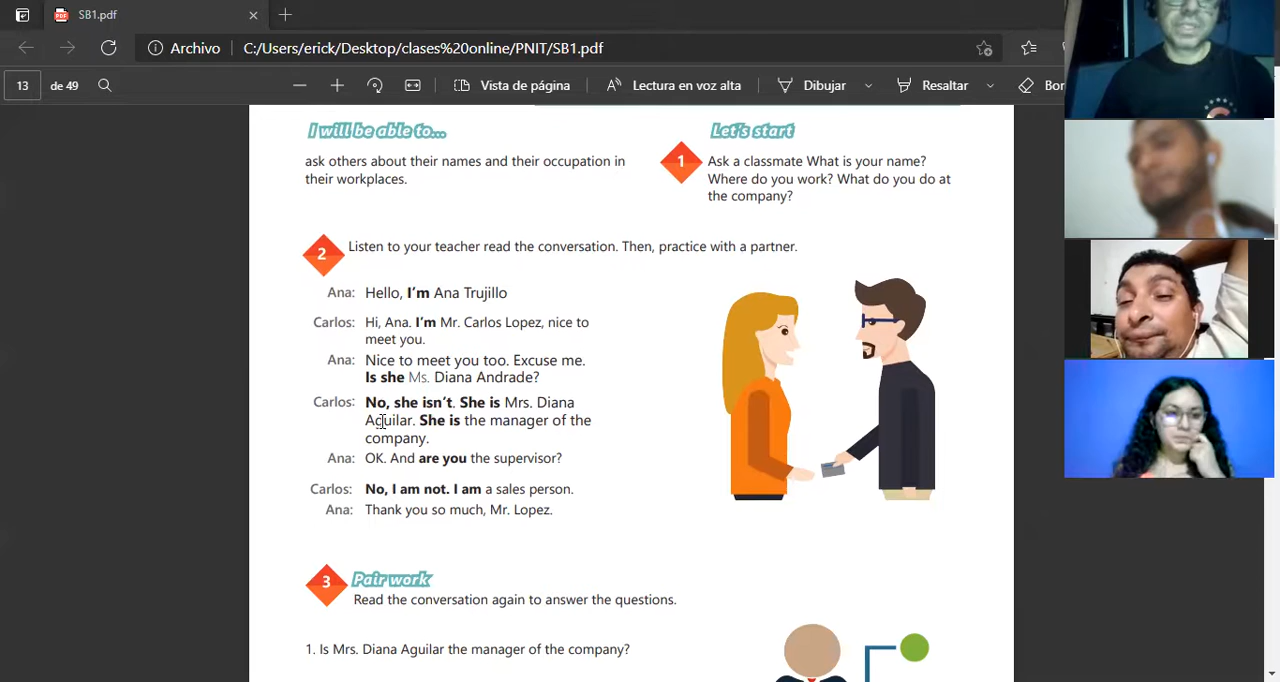 SB1.pdf
Archivo
C:/Users/erick/Desktop/clases%20online/PNIT/SB1.pdf
13
de 49
Vista de página
Lectura en voz alta
Dibujar
Resaltar
Bor
I will be able to...
ask others about their names and their occupation in
their workplaces.
Let's start
1
Ask a classmate What is your name?
Where do you work? What do you do at
the company?
2
Listen to your teacher read the conversation. Then, practice with a partner.
Ana: Hello, I'm Ana Trujillo
Carlos: Hi, Ana. I'm Mr. Carlos Lopez, nice to
meet you.
Ana: Nice to meet you too. Excuse me.
Is she Ms. Diana Andrade?
Carlos: No, she isn't. She is Mrs. Diana
Aguilar. She is the manager of the
company.
Ana: OK. And are you the supervisor?
Carlos: No, I am not. I am a sales person.
Ana: Thank you so much, Mr. Lopez.
3
Pair work
Read the conversation again to answer the questions.
1. Is Mrs. Diana Aguilar the manager of the company?